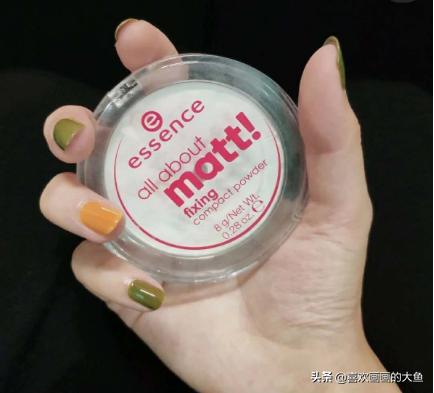 e
essence
all about
matt!
fixing
compact powder
8 g/Net Wt.
0.28 oz. e
头条 @喜欢画画的大鱼